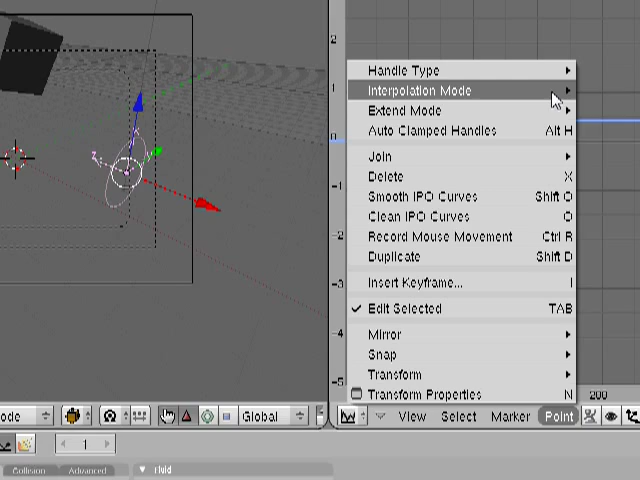 2
1
0
-1
-2
-3
-4
-5
Handle Type
Interpolation Mode
Extend Mode
Auto Clamped Handles Alt H
Join
Delete X
Smooth IPO Curves Shift O
Clean IPO Curves O
Record Mouse Movement Ctrl R
Duplicate Shift D
Insert Keyframe... I
Edit Selected TAB
Mirror
Snap
Transform
Transform Properties N
200
ode Global View Select Marker Point
1
Collision Advanced